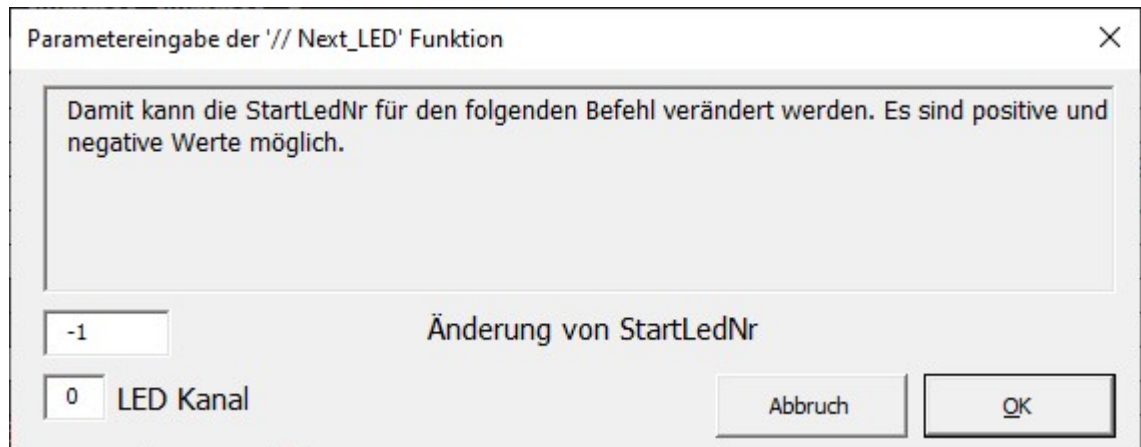 Parametereingabe der '// Next_LED' Funktion
Damit kann die StartLedNr für den folgenden Befehl verändert werden. Es sind positive und
negative Werte möglich.
-1 Änderung von StartLedNr
0 LED Kanal
Abbruch OK